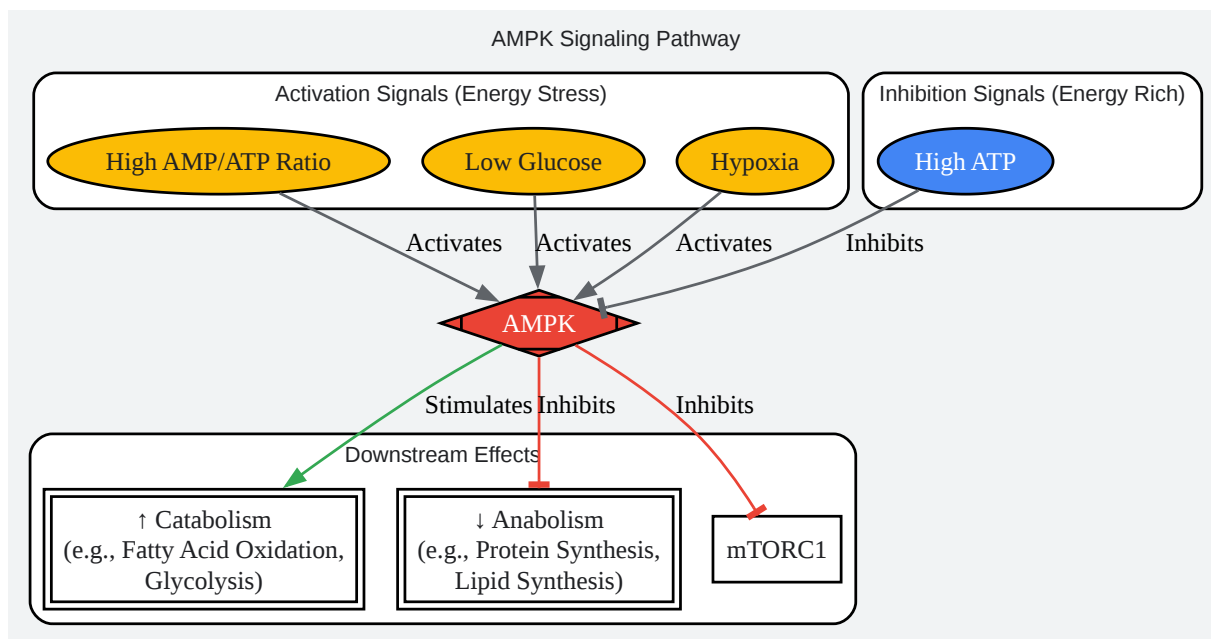 AMPK Signaling Pathway
Activation Signals (Energy Stress)
Inhibition Signals (Energy Rich)
High AMP/ATP Ratio
Low Glucose
Hypoxia
High ATP
Activates
Activates
Activates
Inhibits
AMPK
Stimulates
Inhibits
Inhibits
Downstream Effects
↑ Catabolism
(e.g., Fatty Acid Oxidation,
Glycolysis)
↓ Anabolism
(e.g., Protein Synthesis,
Lipid Synthesis)
mTORC1